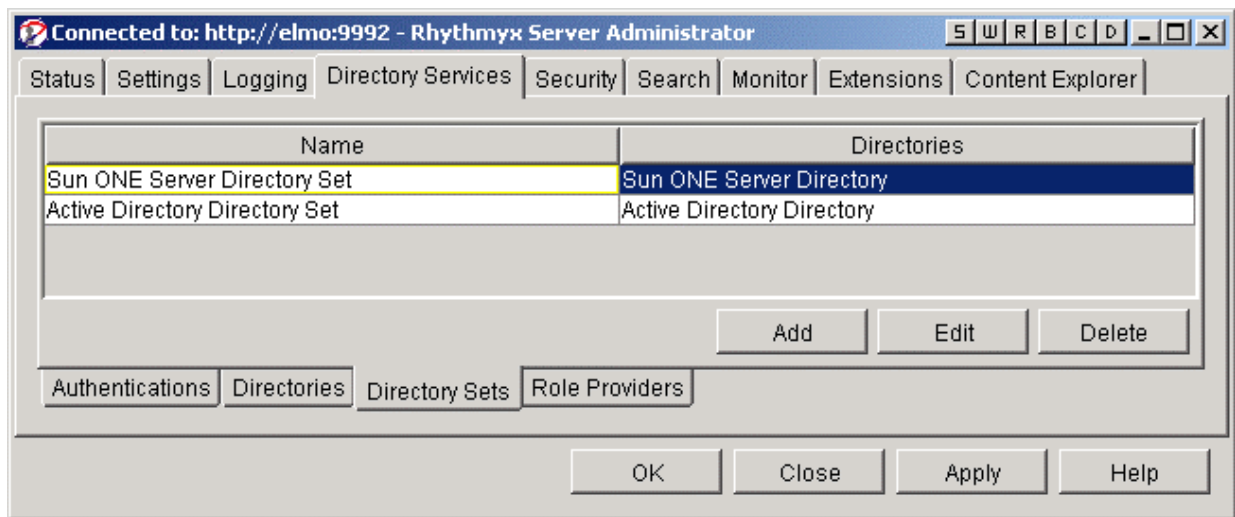 Connected to: http://elmo:9992 - Rhythmyx Server Administrator S W R B C D
Status Settings Logging Directory Services Security Search Monitor Extensions Content Explorer
Name Directories
Sun ONE Server Directory Set Sun ONE Server Directory
Active Directory Directory Set Active Directory Directory
Add Edit Delete
Authentications Directories Directory Sets Role Providers
OK Close Apply Help